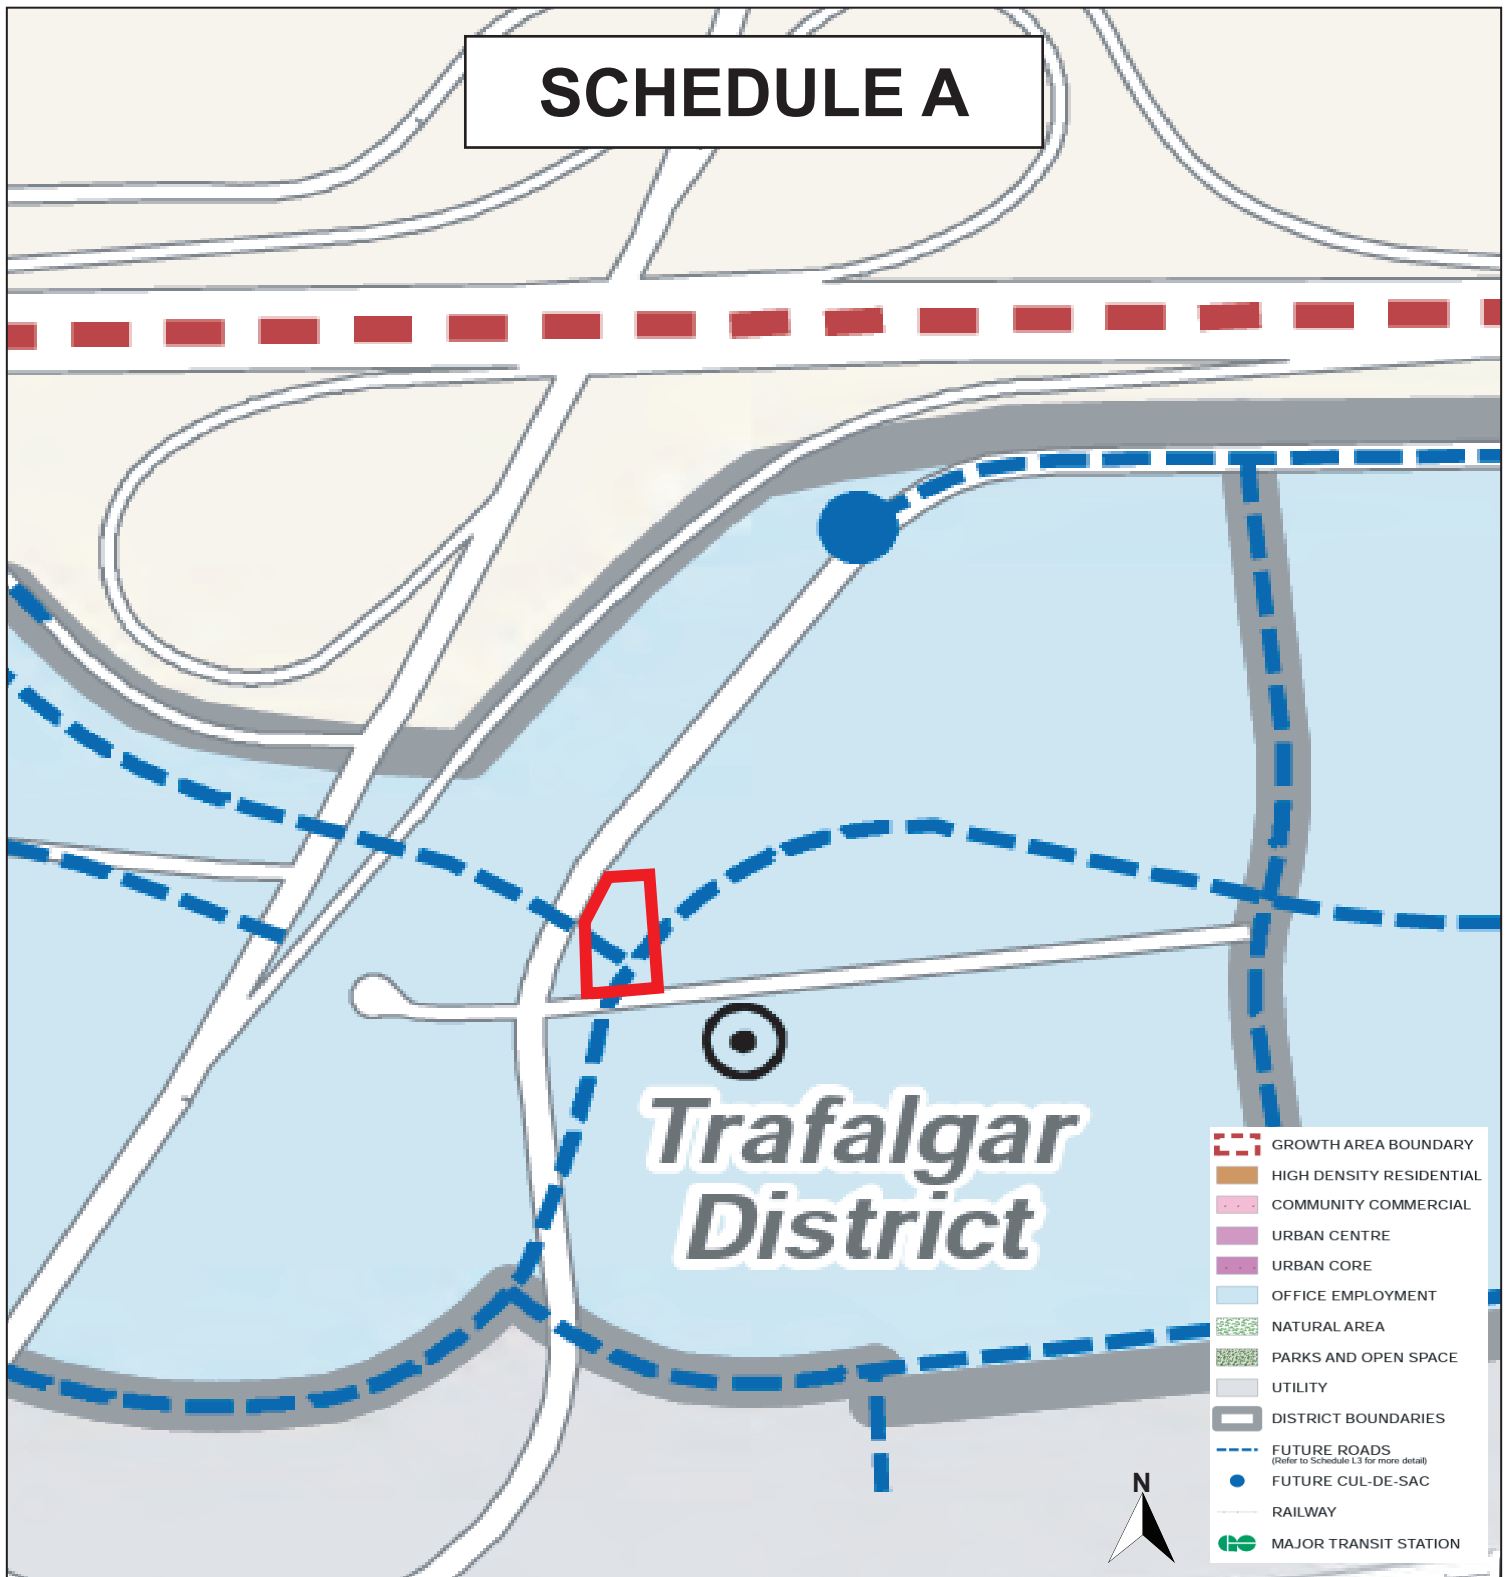 SCHEDULE A
Trafalgar
District
GROWTH AREA BOUNDARY
HIGH DENSITY RESIDENTIAL
COMMUNITY COMMERCIAL
URBAN CENTRE
URBAN CORE
OFFICE EMPLOYMENT
NATURAL AREA
PARKS AND OPEN SPACE
UTILITY
DISTRICT BOUNDARIES
FUTURE ROADS
(Refer to Schedule L3 for more detail)
FUTURE CUL-DE-SAC
RAILWAY
MAJOR TRANSIT STATION
N